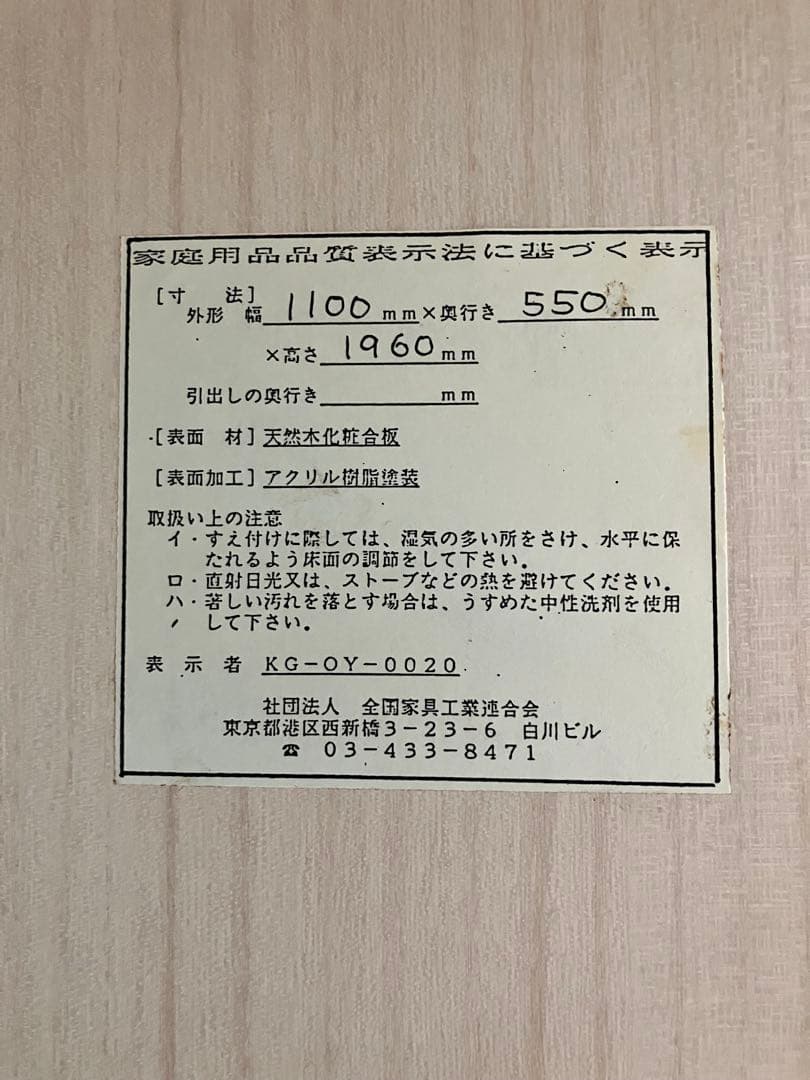 家庭用品品質表示法に基づく表示
[寸　法]
外形　幅 1100 mm×奥行き 550 mm
×高さ 1960 mm
引出しの奥行き　　　　mm
[表面　材] 天然木化粧合板
[表面加工] アクリル樹脂塗装
取扱い上の注意
イ・すえ付けに際しては、湿気の多い所をさけ、水平に保
たれるよう床面の調節をして下さい。
ロ・直射日光又は、ストーブなどの熱を避けてください。
ハ・著しい汚れを落とす場合は、うすめた中性洗剤を使用
して下さい。
表　示　者　KG-OY-0020
社団法人　全国家具工業連合会
東京都港区西新橋3-23-6　白川ビル
☎ 03-433-8471